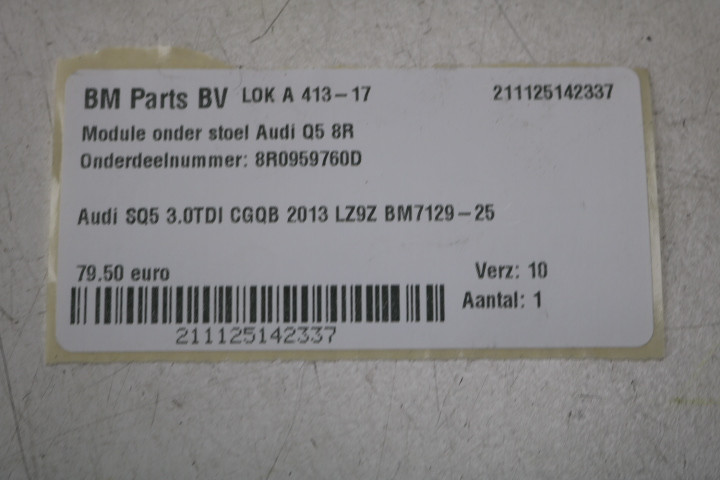 BM Parts BV LOK A 413-17 211125142337
Module onder stoel Audi Q5 8R
Onderdeelnummer: 8R0959760D
Audi SQ5 3.0TDI CGQB 2013 LZ9Z BM7129-25
79.50 euro Verz: 10
Aantal: 1
211125142337